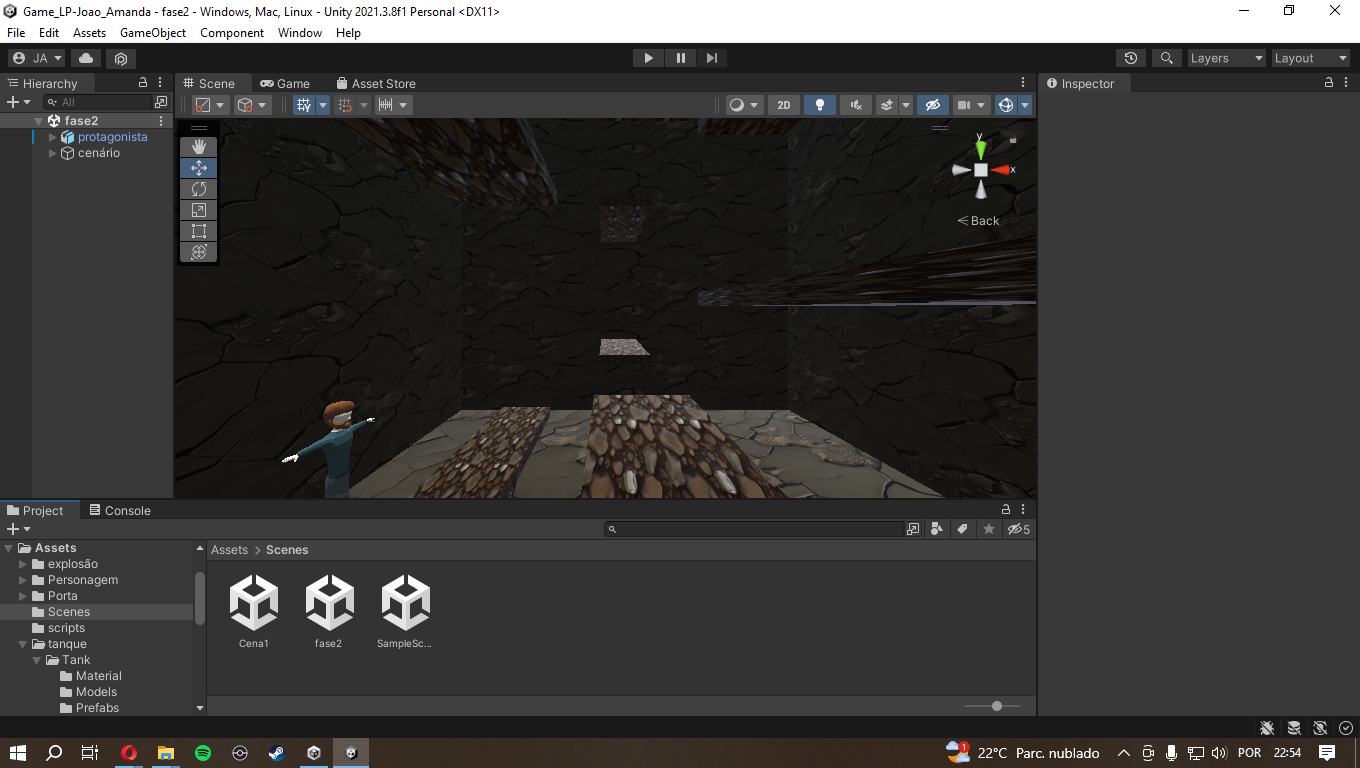 Game_LP-Joao_Amanda - fase2 - Windows, Mac, Linux - Unity 2021.3.8f1 Personal <DX11>
File Edit Assets GameObject Component Window Help
JA Layers Layout
Hierarchy Scene Game Asset Store Inspector
All 2D
fase2
protagonista
cenário
y
x
Back
Project Console
5
Assets
explosão
Personagem
Porta
Scenes
scripts
tanque
Tank
Material
Models
Prefabs
Assets > Scenes
Cena1 fase2 SampleSc...
1 22°C Parc. nublado POR 22:54